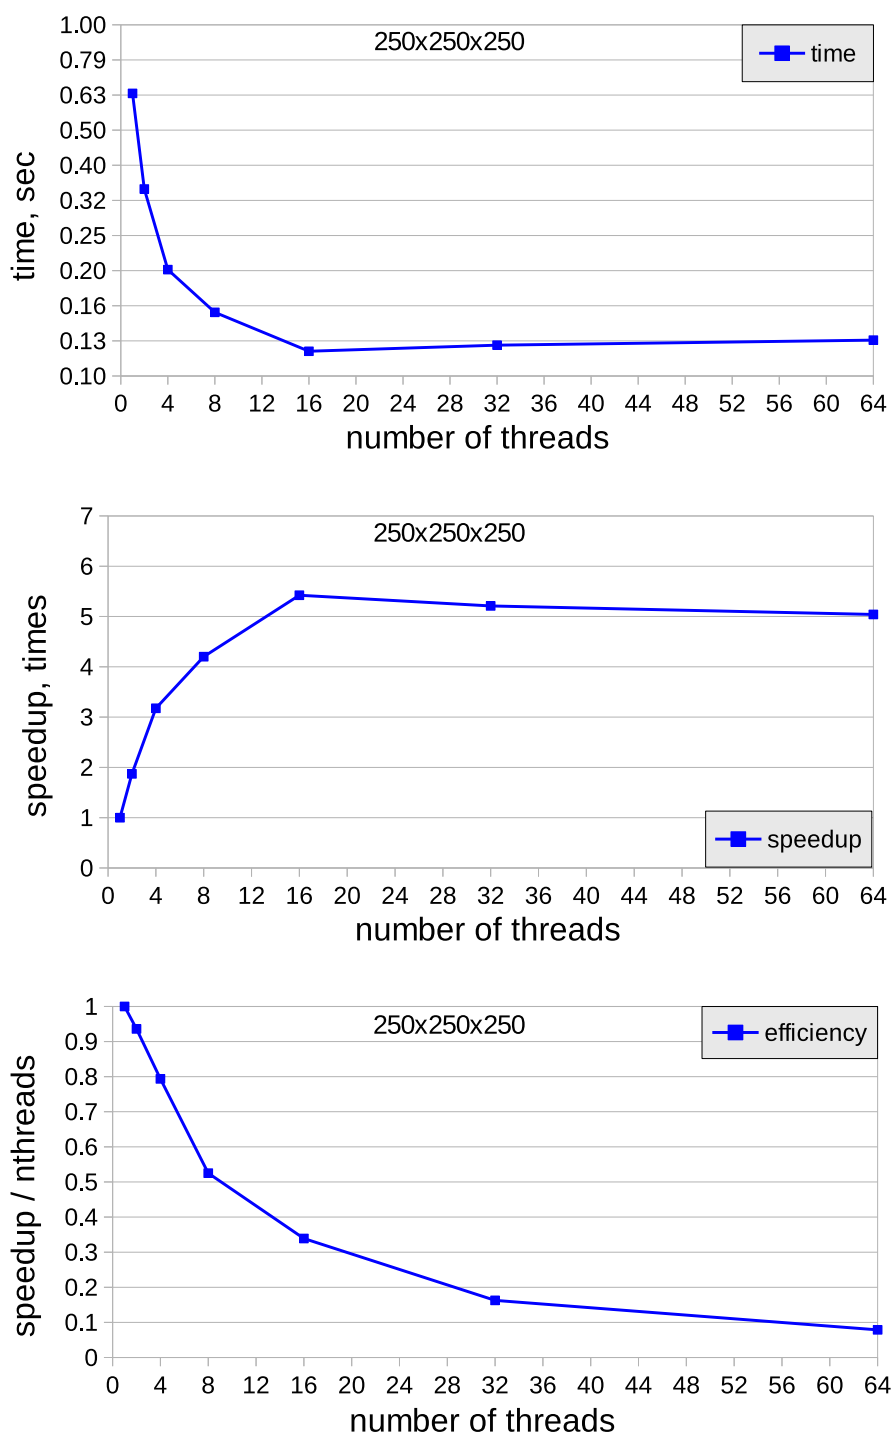 250x250x250
time
1.00
0.79
0.63
0.50
0.40
0.32
0.25
0.20
0.16
0.13
0.10
time, sec
0 4 8 12 16 20 24 28 32 36 40 44 48 52 56 60 64
number of threads
250x250x250
7
6
5
4
3
2
1
0
speedup, times
speedup
0 4 8 12 16 20 24 28 32 36 40 44 48 52 56 60 64
number of threads
250x250x250
efficiency
1
0.9
0.8
0.7
0.6
0.5
0.4
0.3
0.2
0.1
0
speedup / nthreads
0 4 8 12 16 20 24 28 32 36 40 44 48 52 56 60 64
number of threads